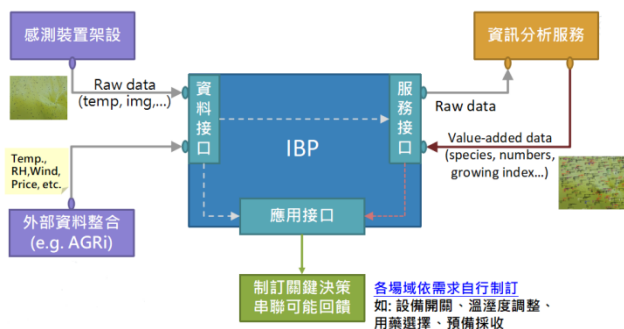 感測裝置架設
資訊分析服務
Raw data
(temp, img,...)
資料接口
服務接口
Raw data
IBP
Value-added data
(species, numbers,
growing index...)
Temp.,
RH,Wind,
Price, etc.
外部資料整合
(e.g. AGRi)
應用接口
制訂關鍵決策
串聯可能回饋
各場域依需求自行制訂
如: 設備開關、溫溼度調整、
用藥選擇、預備採收